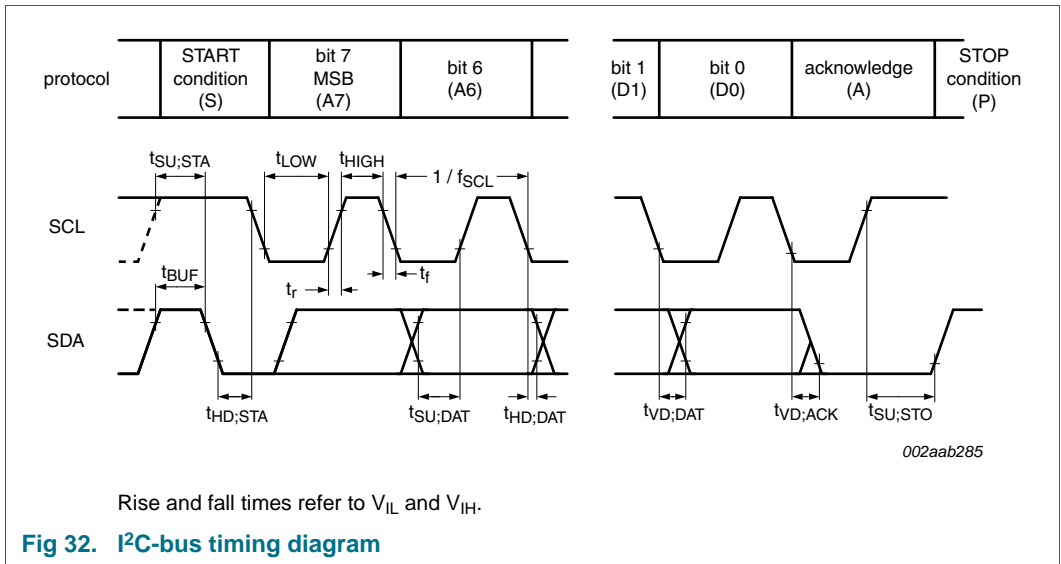 protocol
START
condition
(S)
bit 7
MSB
(A7)
bit 6
(A6)
bit 1
(D1)
bit 0
(D0)
acknowledge
(A)
STOP
condition
(P)
tSU;STA
tLOW
tHIGH
1 / fSCL
SCL
tBUF
tr
tf
SDA
tHD;STA
tSU;DAT
tHD;DAT
tVD;DAT
tVD;ACK
tSU;STO
002aab285
Rise and fall times refer to VIL and VIH.
Fig 32. I²C-bus timing diagram